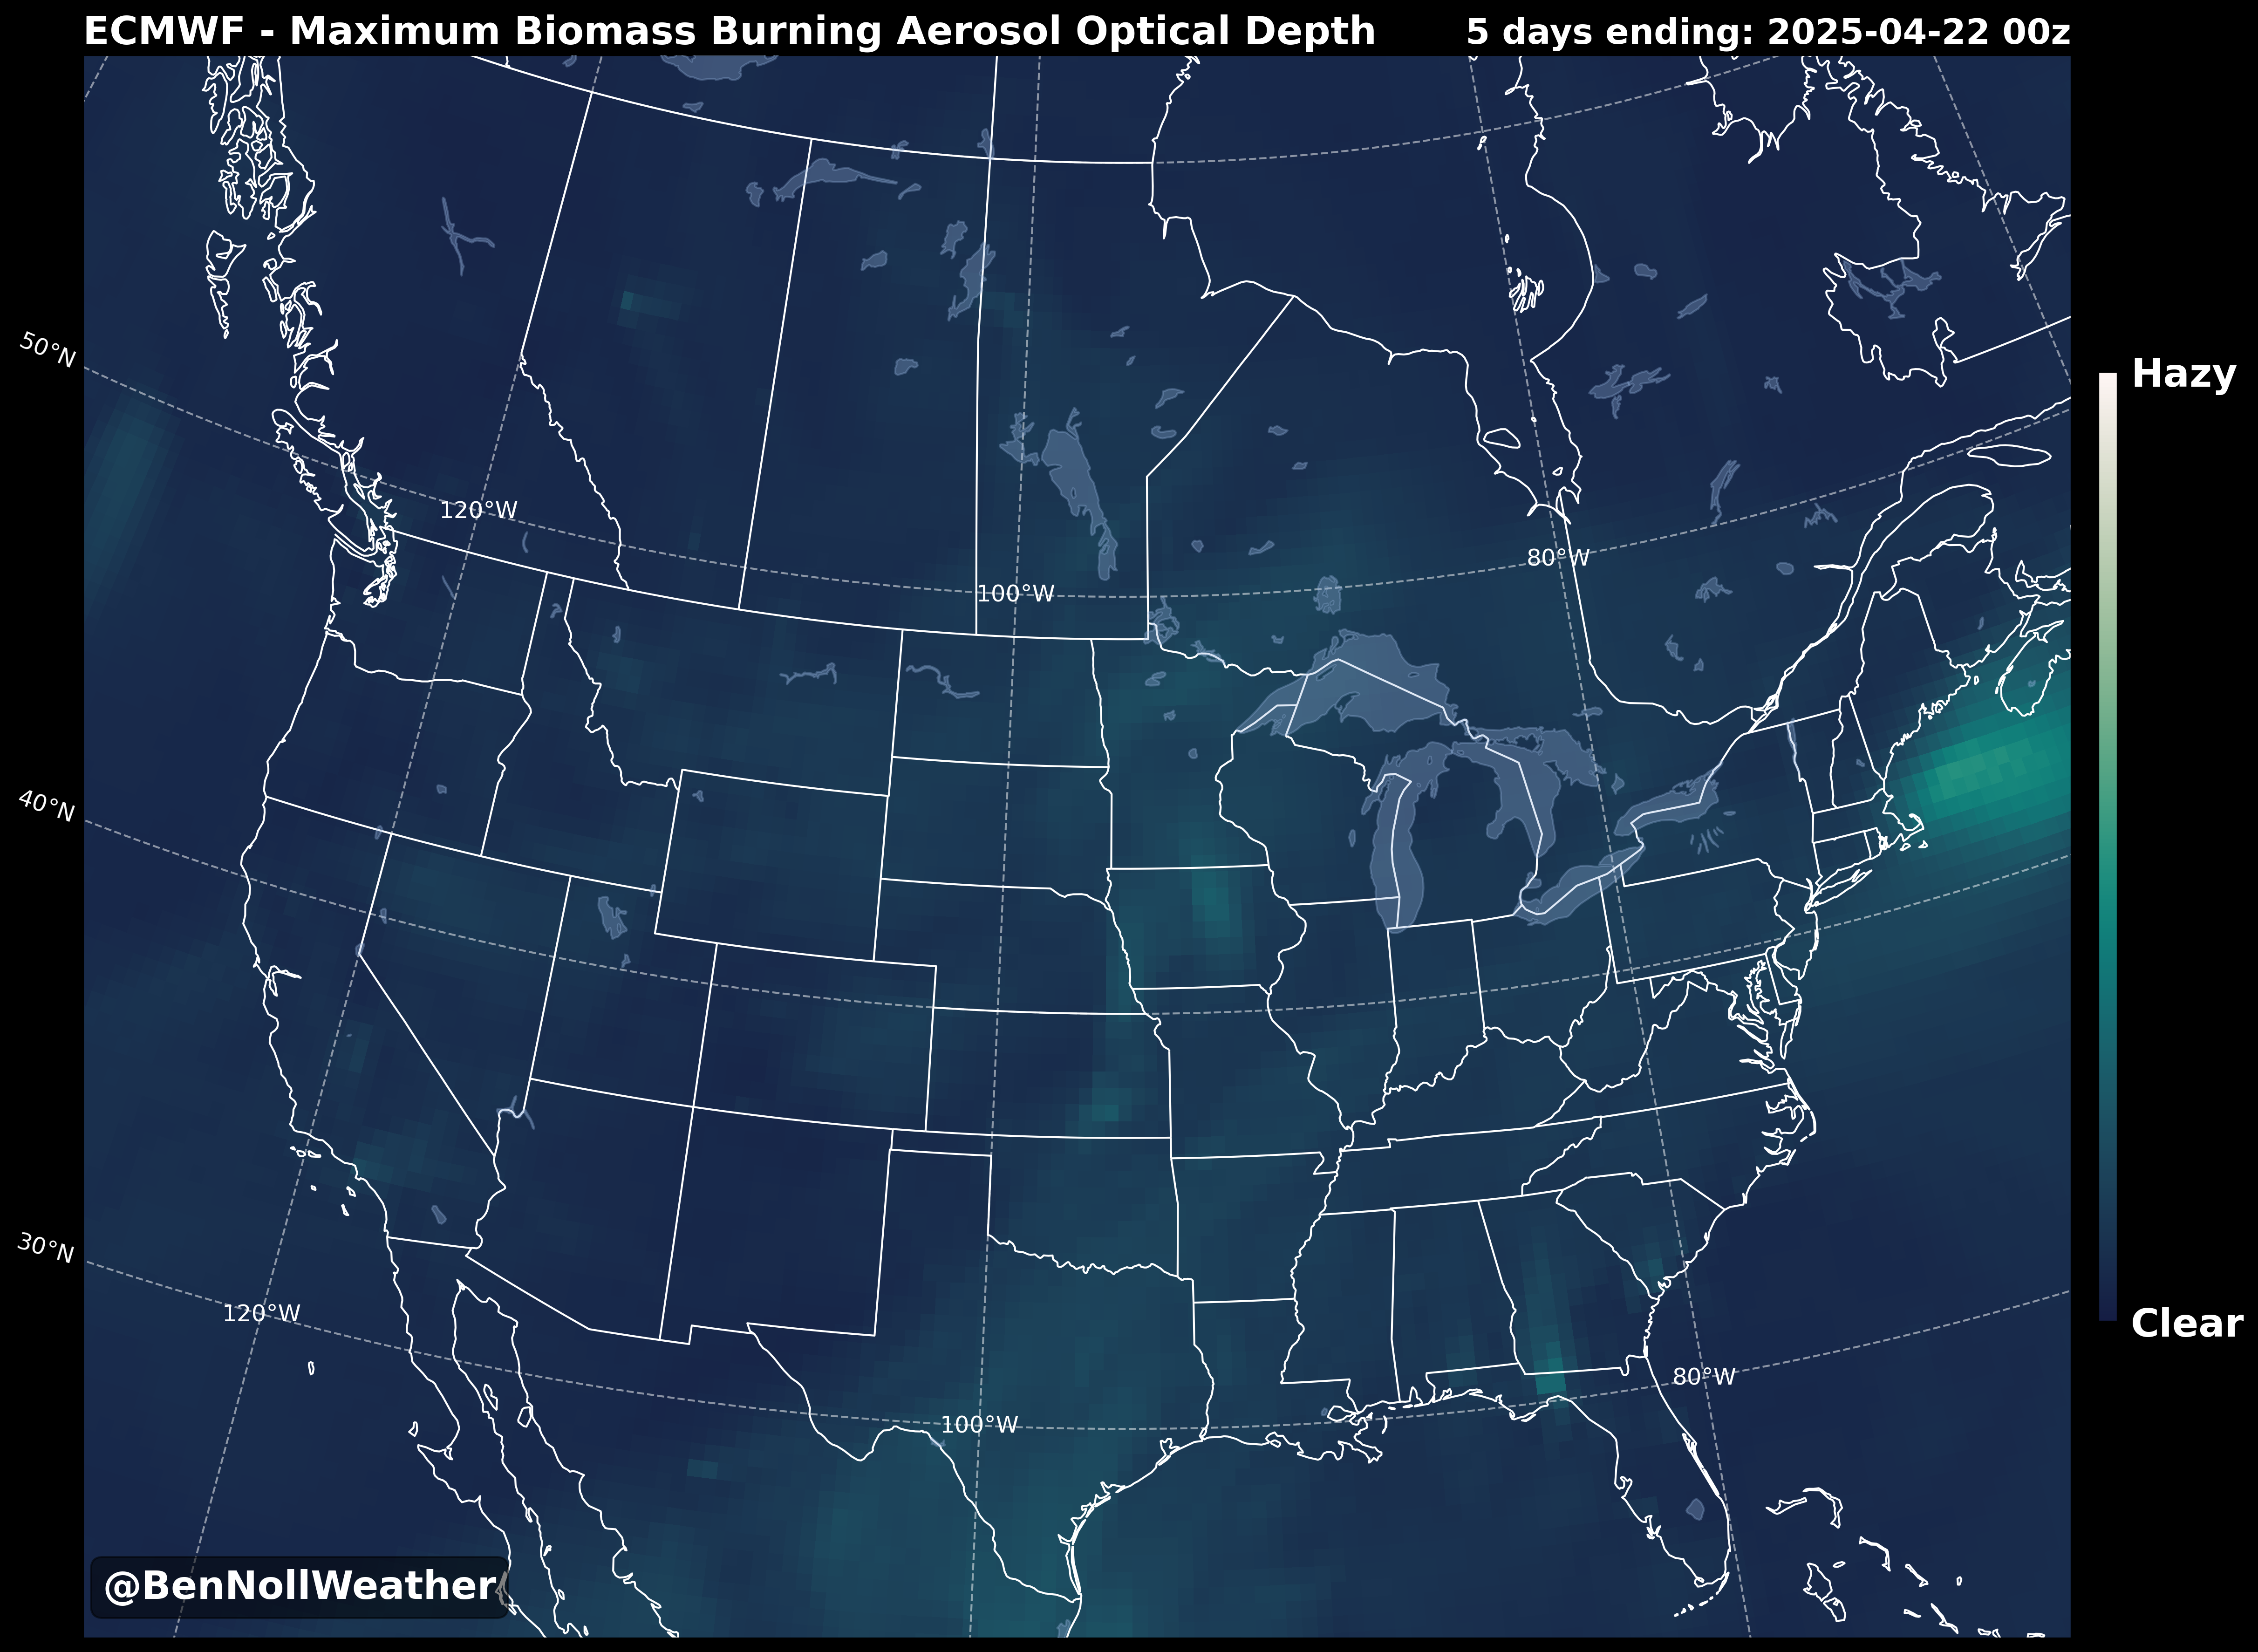 ECMWF - Maximum Biomass Burning Aerosol Optical Depth
5 days ending: 2025-04-22 00z
50°N
Hazy
120°W
80°W
100°W
40°N
30°N
120°W
Clear
80°W
100°W
@BenNollWeather